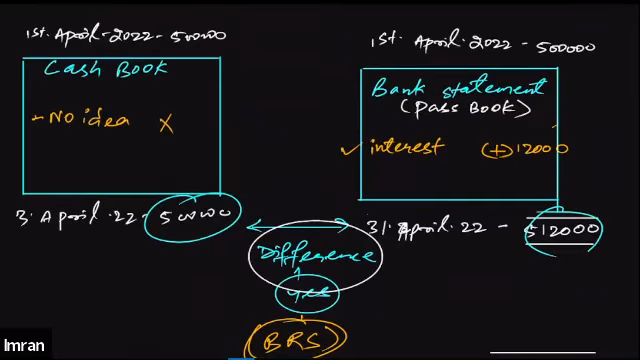 1st. April-2022-500000
1st. April. 2022 - 500000
Cash Book
- No idea X
Bank statement
(Pass Book)
✓ interest (+) 12000
3. April. 22 - 500000
31. April. 22 - 512000
Difference
yes
BRS
Imran